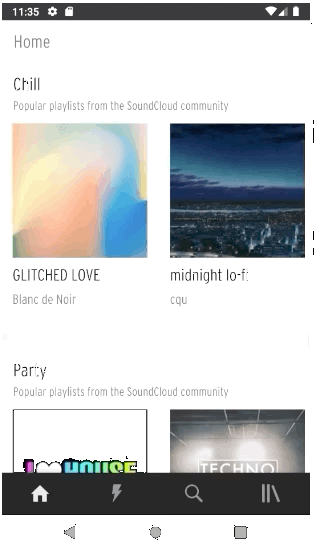 11:35
Home
Chill
Popular playlists from the SoundCloud community
GLITCHED LOVE
midnight lo-fi
Blanc de Noir
cqu
Party
Popular playlists from the SoundCloud community
HOUSE
TECHNO